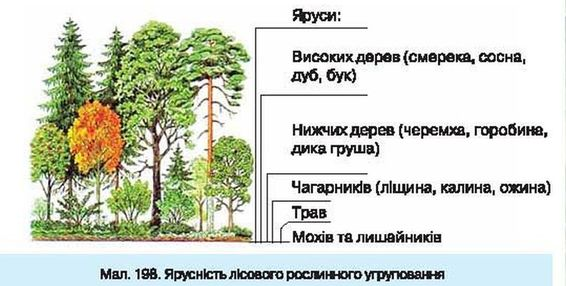 Яруси:
Високих дерев (смерека, сосна,
дуб, бук)
Нижчих дерев (черемха, горобина,
дика груша)
Чагарників (ліщина, калина, ожина)
Трав
Мохів та лишайників
Мал. 198. Ярусність лісового рослинного угруповання